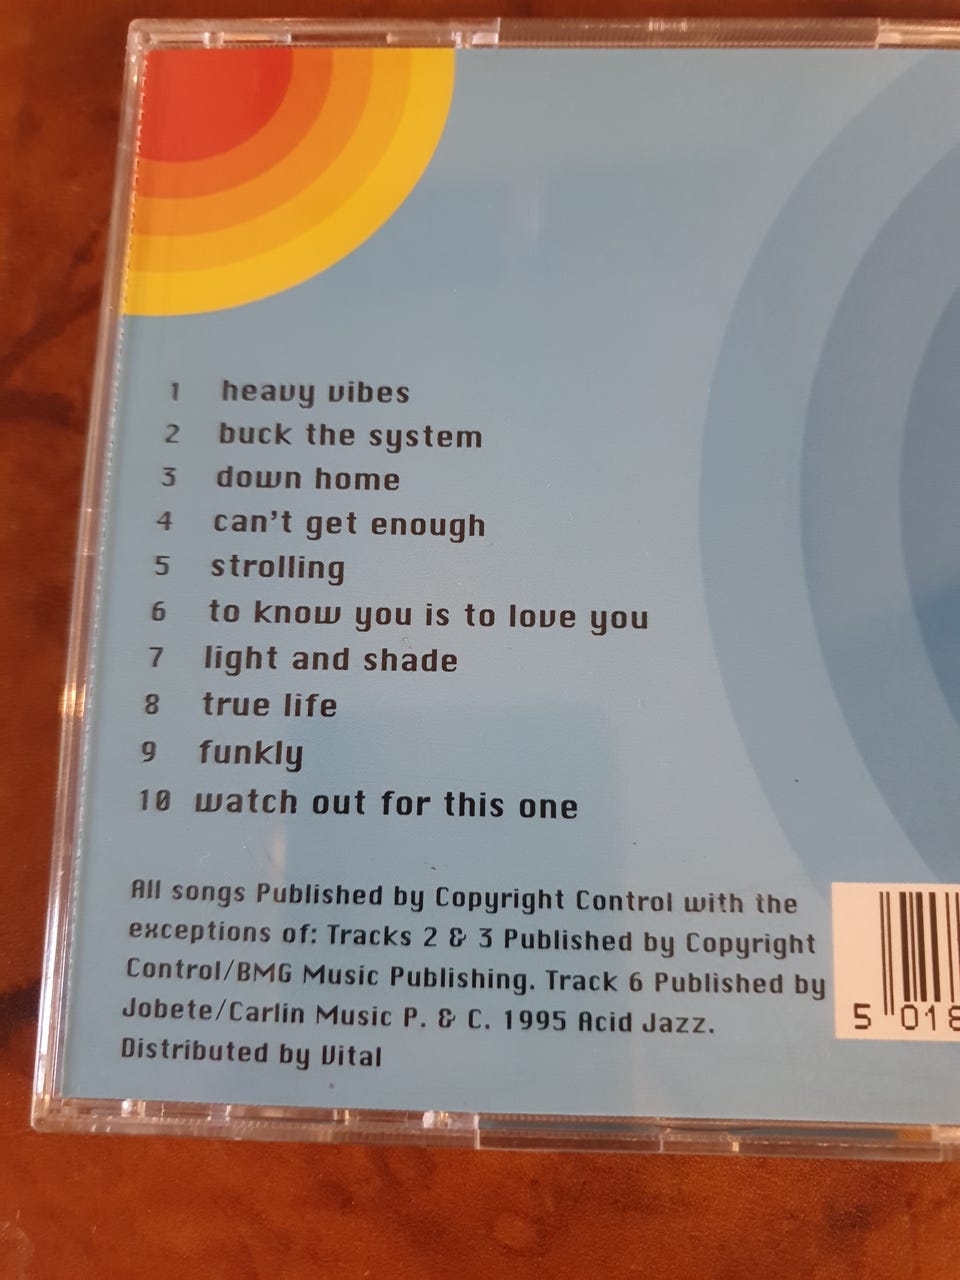 1 heavy vibes
2 buck the system
3 down home
4 can't get enough
5 strolling
6 to know you is to love you
7 light and shade
8 true life
9 funkly
10 watch out for this one
All songs Published by Copyright Control with the
exceptions of: Tracks 2 & 3 Published by Copyright
Control/BMG Music Publishing. Track 6 Published by
Jobete/Carlin Music P. & C. 1995 Acid Jazz.
Distributed by Vital
5 018